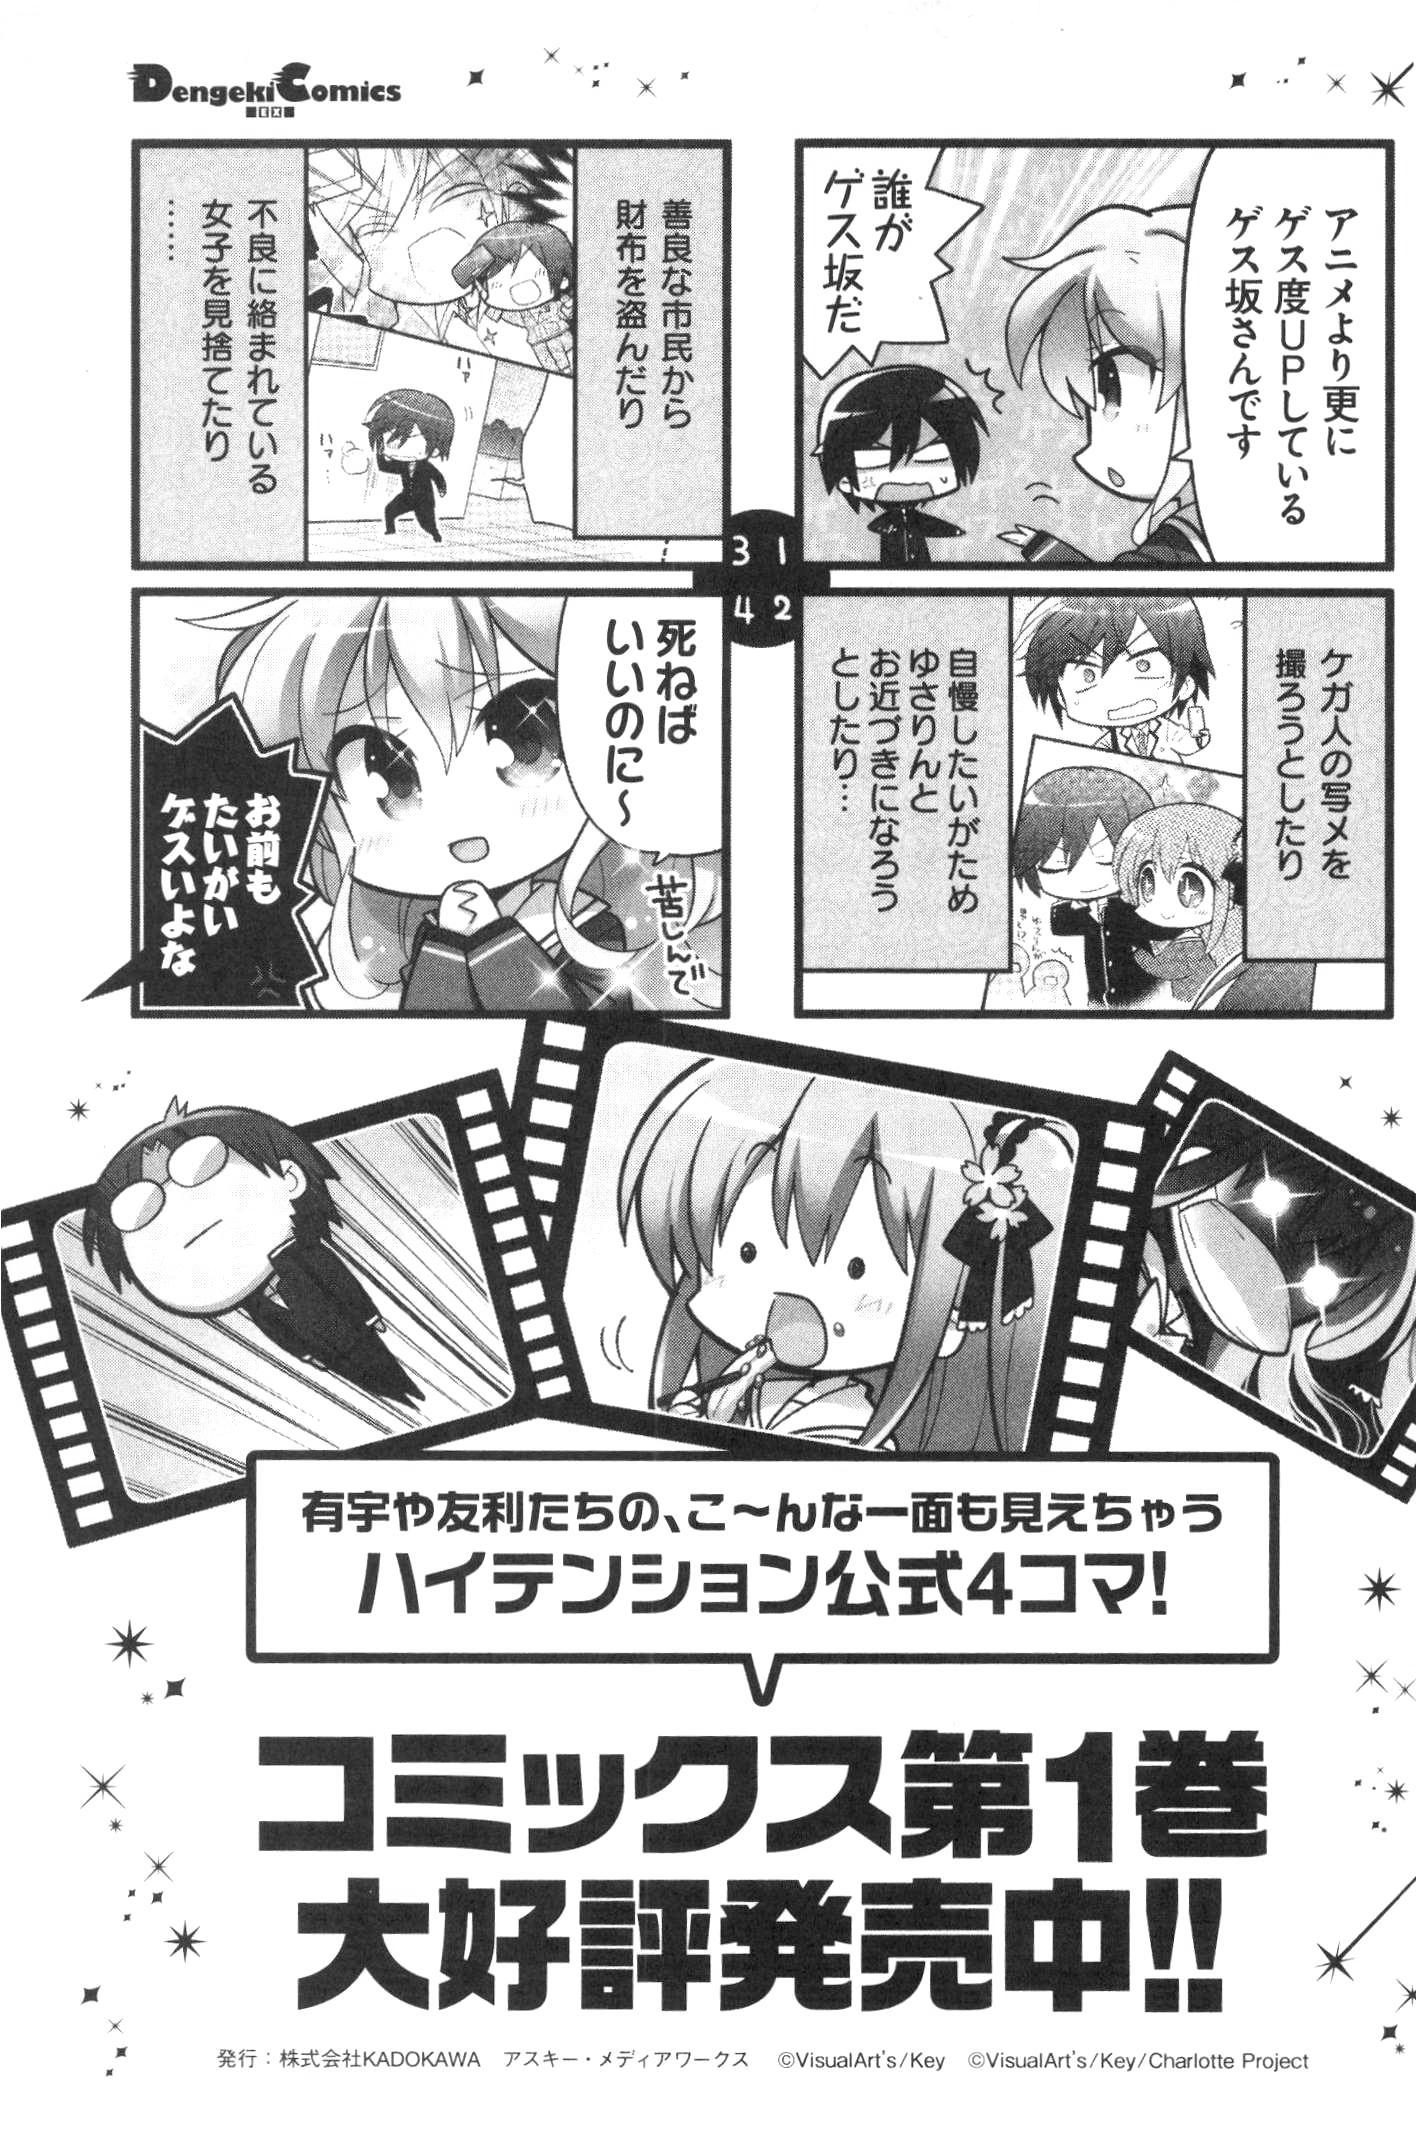 Dengeki Comics
EX
アニメより更に
ゲス度UPしている
ゲス坂さんです
誰が
ゲス坂だ
1
2
3
4
ケガ人の写メを
撮ろうとしたり
自慢したいがため
ゆさりんと
お近づきになろう
としたり…
善良な市民から
財布を盗んだり
不良に絡まれている
女子を見捨てたり
……
ハァ
ハァ…
死ねば
いいのに～
苦しんで
お前も
たいがい
ゲスいよな
有宇や友利たちの、こ～んな一面も見えちゃう
ハイテンション公式4コマ!
コミックス第1巻
大好評発売中!!
発行：株式会社KADOKAWA　アスキー・メディアワークス　©VisualArt's/Key　©VisualArt's/Key/Charlotte Project